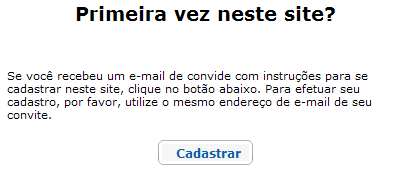 Primeira vez neste site?
Se você recebeu um e-mail de convide com instruções para se
cadastrar neste site, clique no botão abaixo. Para efetuar seu
cadastro, por favor, utilize o mesmo endereço de e-mail de seu
convite.
Cadastrar